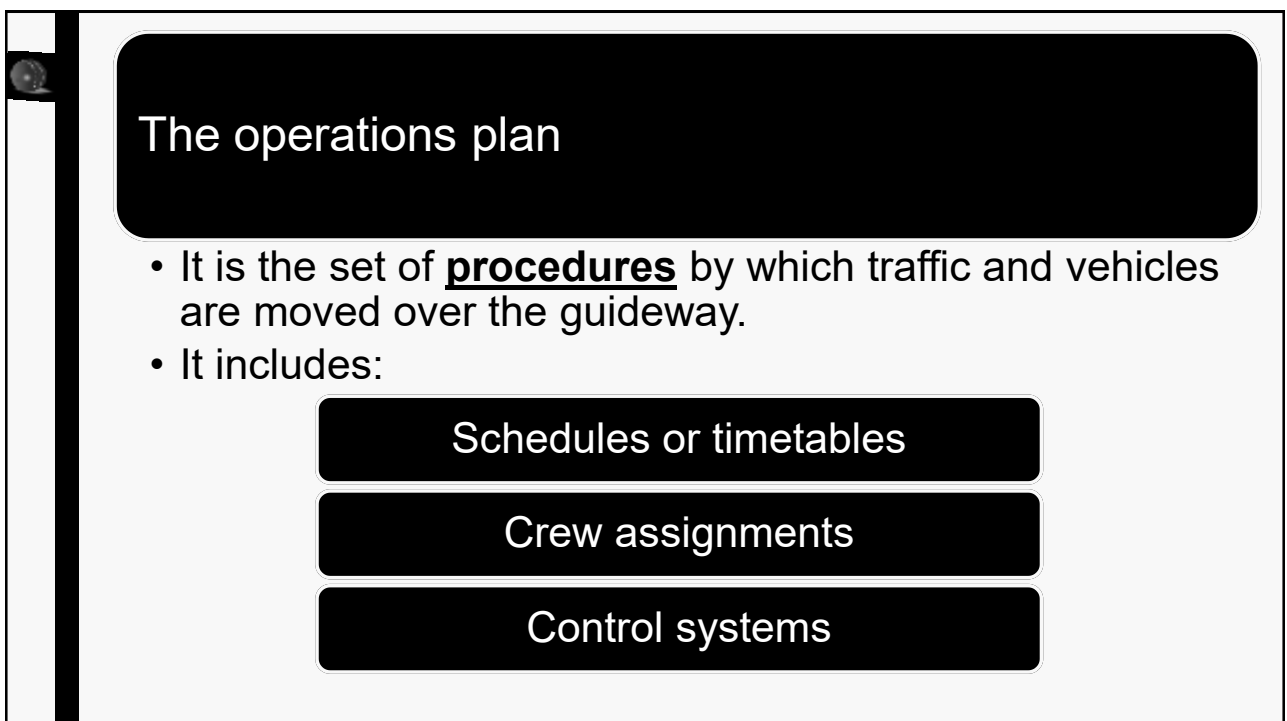 The operations plan
• It is the set of procedures by which traffic and vehicles
are moved over the guideway.
• It includes:
Schedules or timetables
Crew assignments
Control systems